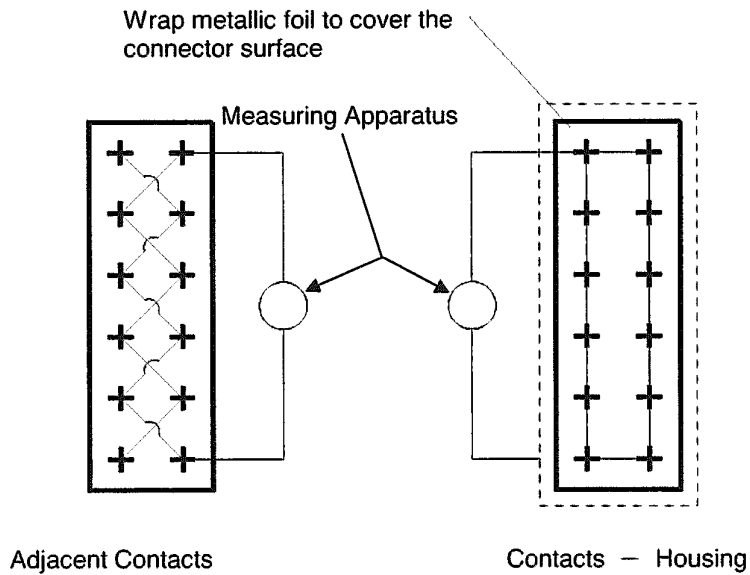 Wrap metallic foil to cover the
connector surface
Measuring Apparatus
Adjacent Contacts
Contacts – Housing